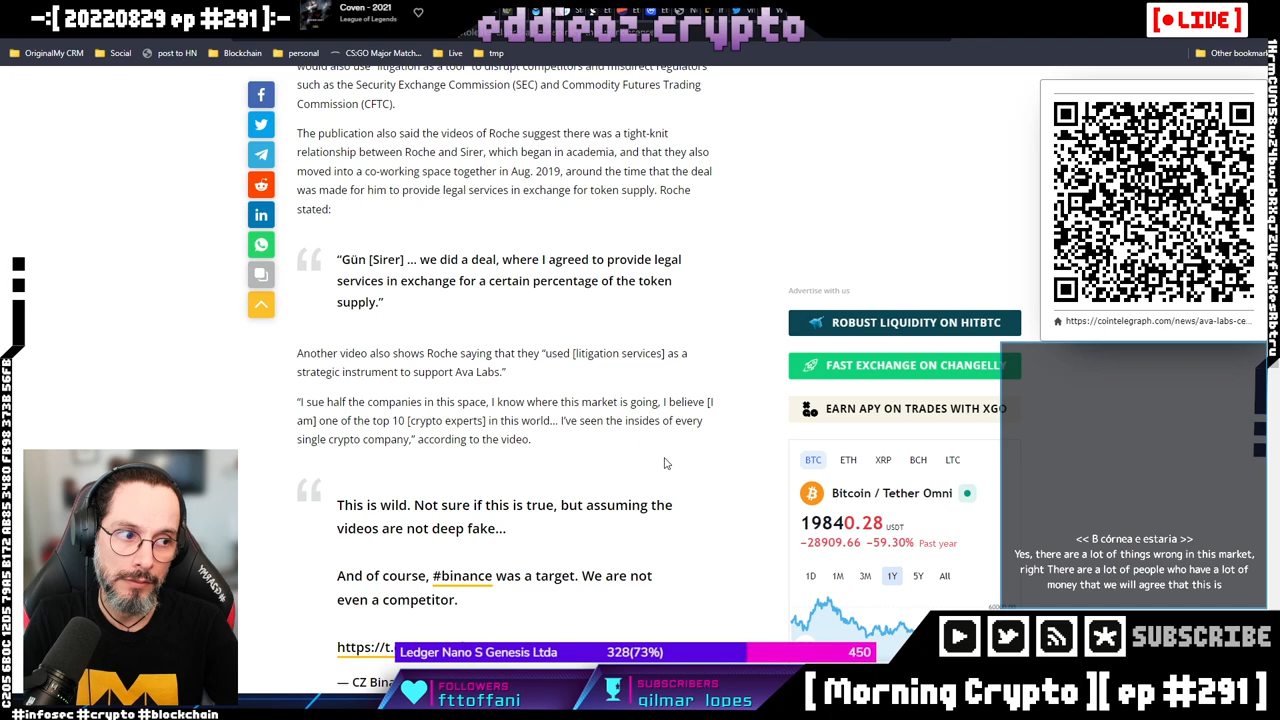 -:[ 20220829 ep #291]:-
Coven - 2021
League of Legends
eddieoz.crypto
[●LIVE]
OriginalMy CRM
Social
post to HN
Blockchain
personal
CS:GO Major Match...
Live
tmp
Other bookmar
would also use "litigation as a tool" to disrupt competitors and misdirect regulators
such as the Security Exchange Commission (SEC) and Commodity Futures Trading
Commission (CFTC).
The publication also said the videos of Roche suggest there was a tight-knit
relationship between Roche and Sirer, which began in academia, and that they also
moved into a co-working space together in Aug. 2019, around the time that the deal
was made for him to provide legal services in exchange for token supply. Roche
stated:
“Gün [Sirer] ... we did a deal, where I agreed to provide legal
services in exchange for a certain percentage of the token
supply.”
Another video also shows Roche saying that they “used [litigation services] as a
strategic instrument to support Ava Labs.”
“I sue half the companies in this space, I know where this market is going, I believe [I
am] one of the top 10 [crypto experts] in this world... I’ve seen the insides of every
single crypto company,” according to the video.
This is wild. Not sure if this is true, but assuming the
videos are not deep fake...
And of course, #binance was a target. We are not
even a competitor.
https://t.
— CZ Bina
Advertise with us
ROBUST LIQUIDITY ON HITBTC
FAST EXCHANGE ON CHANGELLY
EARN APY ON TRADES WITH XGO
BTC ETH XRP BCH LTC
Bitcoin / Tether Omni
19840.28 USDT
−28909.66 −59.30% Past year
1D 1M 3M 1Y 5Y All
https://cointelegraph.com/news/ava-labs-ce...
<< B córnea e estaria >>
Yes, there are a lot of things wrong in this market,
right There are a lot of people who have a lot of
money that we will agree that this is
Ledger Nano S Genesis Ltda 328(73%) 450
FOLLOWERS
fttoffani
SUBSCRIBERS
gilmar_lopes
SUBSCRIBE
[ Morning Crypto ][ ep #291 ]
#infosec #crypto #blockchain